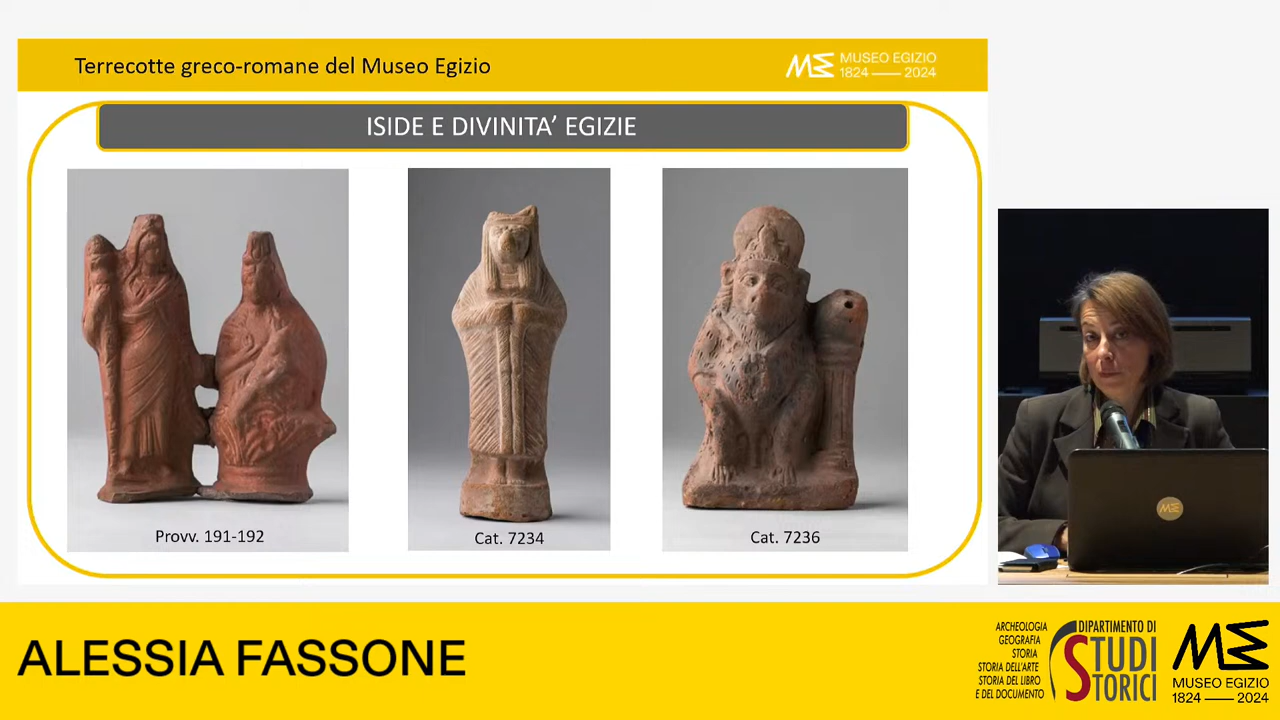 Terrecotte greco-romane del Museo Egizio
MUSEO EGIZIO
1824 — 2024
ISIDE E DIVINITA' EGIZIE
Provv. 191-192
Cat. 7234
Cat. 7236
ALESSIA FASSONE
ARCHEOLOGIA
GEOGRAFIA
STORIA
STORIA DELL'ARTE
STORIA DEL LIBRO
E DEL DOCUMENTO
DIPARTIMENTO DI
STUDI
STORICI
ME
MUSEO EGIZIO
1824 — 2024